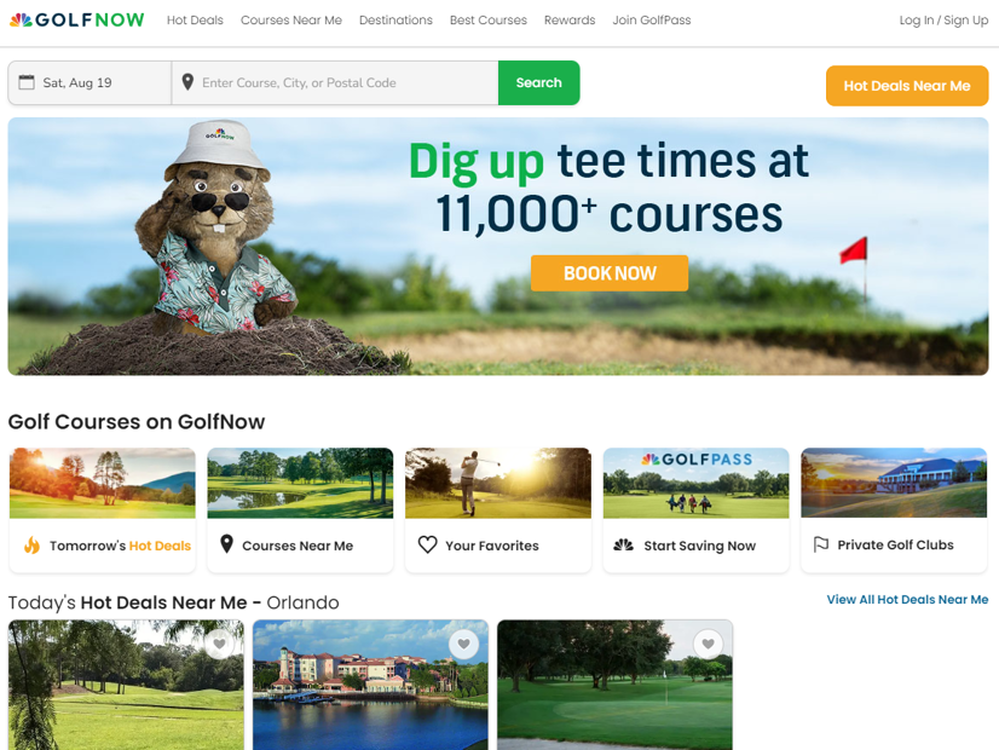 GOLFNOW
Hot Deals
Courses Near Me
Destinations
Best Courses
Rewards
Join GolfPass
Log In / Sign Up
Sat, Aug 19
Enter Course, City, or Postal Code
Search
Hot Deals Near Me
GOLFNOW
Dig up tee times at
11,000+ courses
BOOK NOW
Golf Courses on GolfNow
GOLFPASS
Tomorrow's Hot Deals
Courses Near Me
Your Favorites
Start Saving Now
Private Golf Clubs
Today's Hot Deals Near Me - Orlando
View All Hot Deals Near Me